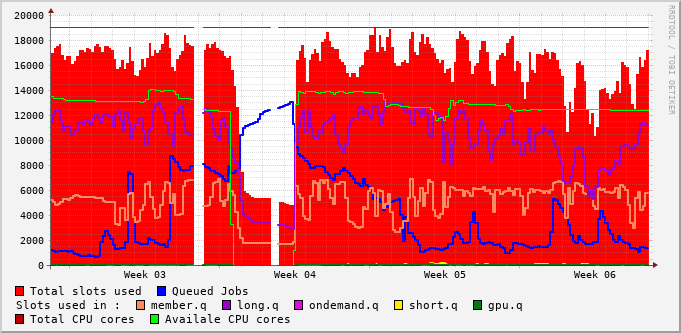 20000
18000
16000
14000
12000
10000
8000
6000
4000
2000
0
Week 03 Week 04 Week 05 Week 06
Total slots used Queued Jobs
Slots used in : member.q long.q ondemand.q short.q gpu.q
Total CPU cores Availale CPU cores
RRDTOOL / TOBI OETIKER